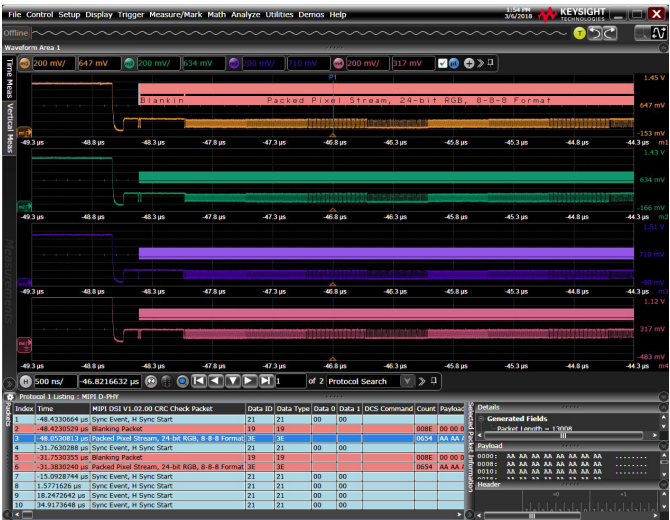 File Control Setup Display Trigger Measure/Mark Math Analyze Utilities Demos Help
1:54 PM
3/6/2018
KEYSIGHT
TECHNOLOGIES
Offline
T
Waveform Area 1
200 mV/ 647 mV 200 mV/ 634 mV 200 mV/ 710 mV 200 mV/ 317 mV
Time Meas
Vertical Meas
Measurements
P1
1.45 V
Blankin Packed Pixel Stream, 24-bit RGB, 8-8-8 Format
647 mV
-153 mV
-49.3 µs -48.8 µs -48.3 µs -47.8 µs -47.3 µs -46.8 µs -46.3 µs -45.8 µs -45.3 µs -44.8 µs -44.3 µs m1
1.43 V
634 mV
-166 mV
-49.3 µs -48.8 µs -48.3 µs -47.8 µs -47.3 µs -46.8 µs -46.3 µs -45.8 µs -45.3 µs -44.8 µs -44.3 µs m2
1.51 V
710 mV
-90 mV
-49.3 µs -48.8 µs -48.3 µs -47.8 µs -47.3 µs -46.8 µs -46.3 µs -45.8 µs -45.3 µs -44.8 µs -44.3 µs m3
1.12 V
317 mV
-483 mV
-49.3 µs -48.8 µs -48.3 µs -47.8 µs -47.3 µs -46.8 µs -46.3 µs -45.8 µs -45.3 µs -44.8 µs -44.3 µs m4
H 500 ns/ -46.8216632 µs 1 of 2 Protocol Search
Protocol 1 Listing : MIPI D-PHY
Packets
Index Time MIPI DSI V1.02.00 CRC Check Packet Data ID Data Type Data 0 Data 1 DCS Command Count Payload
1 -48.4330664 µs Sync Event, H Sync Start 21 21 00 00
2 -48.4230529 µs Blanking Packet 19 19 008E 00 00 0
3 -48.0530813 µs Packed Pixel Stream, 24-bit RGB, 8-8-8 Format 3E 3E 0654 AA AA A
4 -31.7630288 µs Sync Event, H Sync Start 21 21 00 00
5 -31.7530355 µs Blanking Packet 19 19 008E 00 00 0
6 -31.3830240 µs Packed Pixel Stream, 24-bit RGB, 8-8-8 Format 3E 3E 0654 AA AA A
7 -15.0928744 µs Sync Event, H Sync Start 21 21 00 00
8 1.5771626 µs Sync Event, H Sync Start 21 21 00 00
9 18.2472642 µs Sync Event, H Sync Start 21 21 00 00
10 34.9173648 µs Sync Event, H Sync Start 21 21 00 00
Selected Packet Information
Details
Generated Fields
Packet Length = 13008
Payload
0000: AA AA AA AA AA AA AA AA ........
0008: AA AA AA AA AA AA AA AA ........
0010: AA AA AA AA AA AA AA AA ........
Header
+0 +1